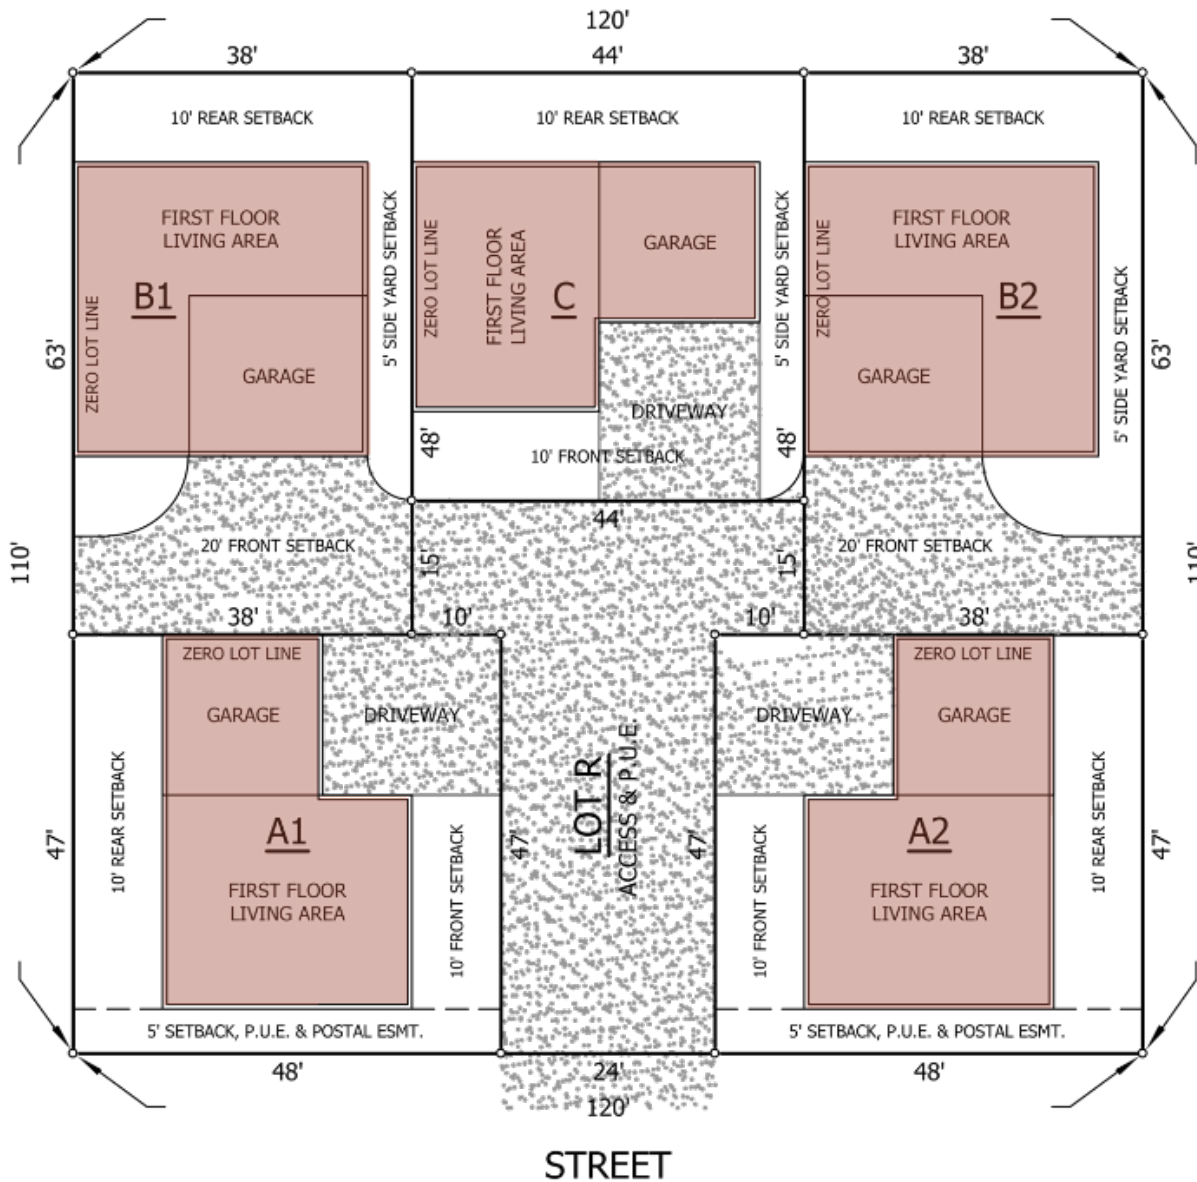 120'
38'
44'
38'
10' REAR SETBACK
10' REAR SETBACK
10' REAR SETBACK
FIRST FLOOR
LIVING AREA
B1
ZERO LOT LINE
GARAGE
5' SIDE YARD SETBACK
63'
ZERO LOT LINE
FIRST FLOOR
LIVING AREA
C
GARAGE
DRIVEWAY
10' FRONT SETBACK
5' SIDE YARD SETBACK
48'
48'
44'
FIRST FLOOR
LIVING AREA
ZERO LOT LINE
B2
GARAGE
5' SIDE YARD SETBACK
63'
110'
20' FRONT SETBACK
15'
15'
20' FRONT SETBACK
110'
38'
10'
10'
38'
ZERO LOT LINE
GARAGE
DRIVEWAY
10' REAR SETBACK
A1
FIRST FLOOR
LIVING AREA
10' FRONT SETBACK
47'
47'
LOT R
ACCESS & P.U.E.
47'
DRIVEWAY
ZERO LOT LINE
GARAGE
A2
FIRST FLOOR
LIVING AREA
10' FRONT SETBACK
10' REAR SETBACK
47'
5' SETBACK, P.U.E. & POSTAL ESMT.
5' SETBACK, P.U.E. & POSTAL ESMT.
48'
24'
48'
120'
STREET